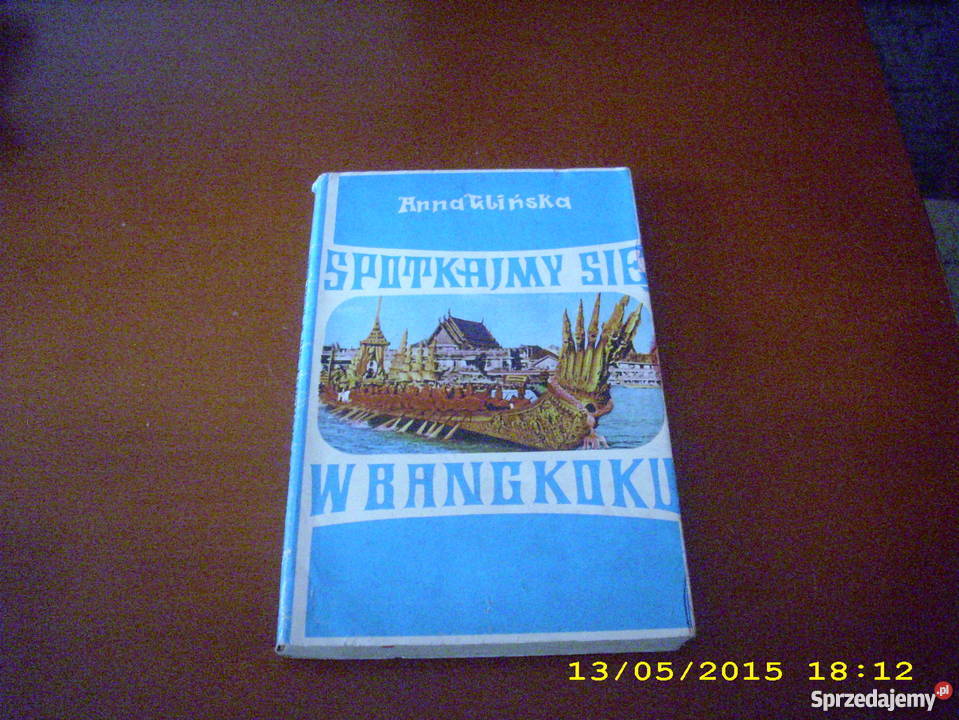 Anna Glińska
SPOTKAJMY SIĘ
W BANGKOKU
13/05/2015 18:12
Sprzedajemy.pl